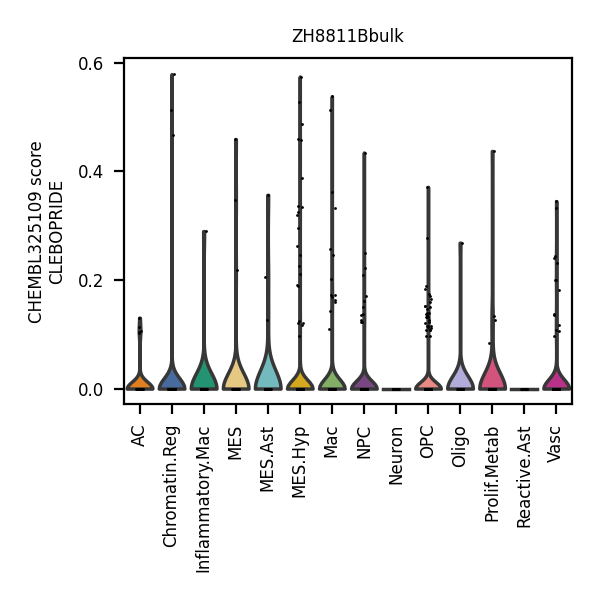 ZH8811Bbulk
CHEMBL325109 score
CLEBOPRIDE
0.6
0.4
0.2
0.0
AC
Chromatin.Reg
Inflammatory.Mac
MES
MES.Ast
MES.Hyp
Mac
NPC
Neuron
OPC
Oligo
Prolif.Metab
Reactive.Ast
Vasc